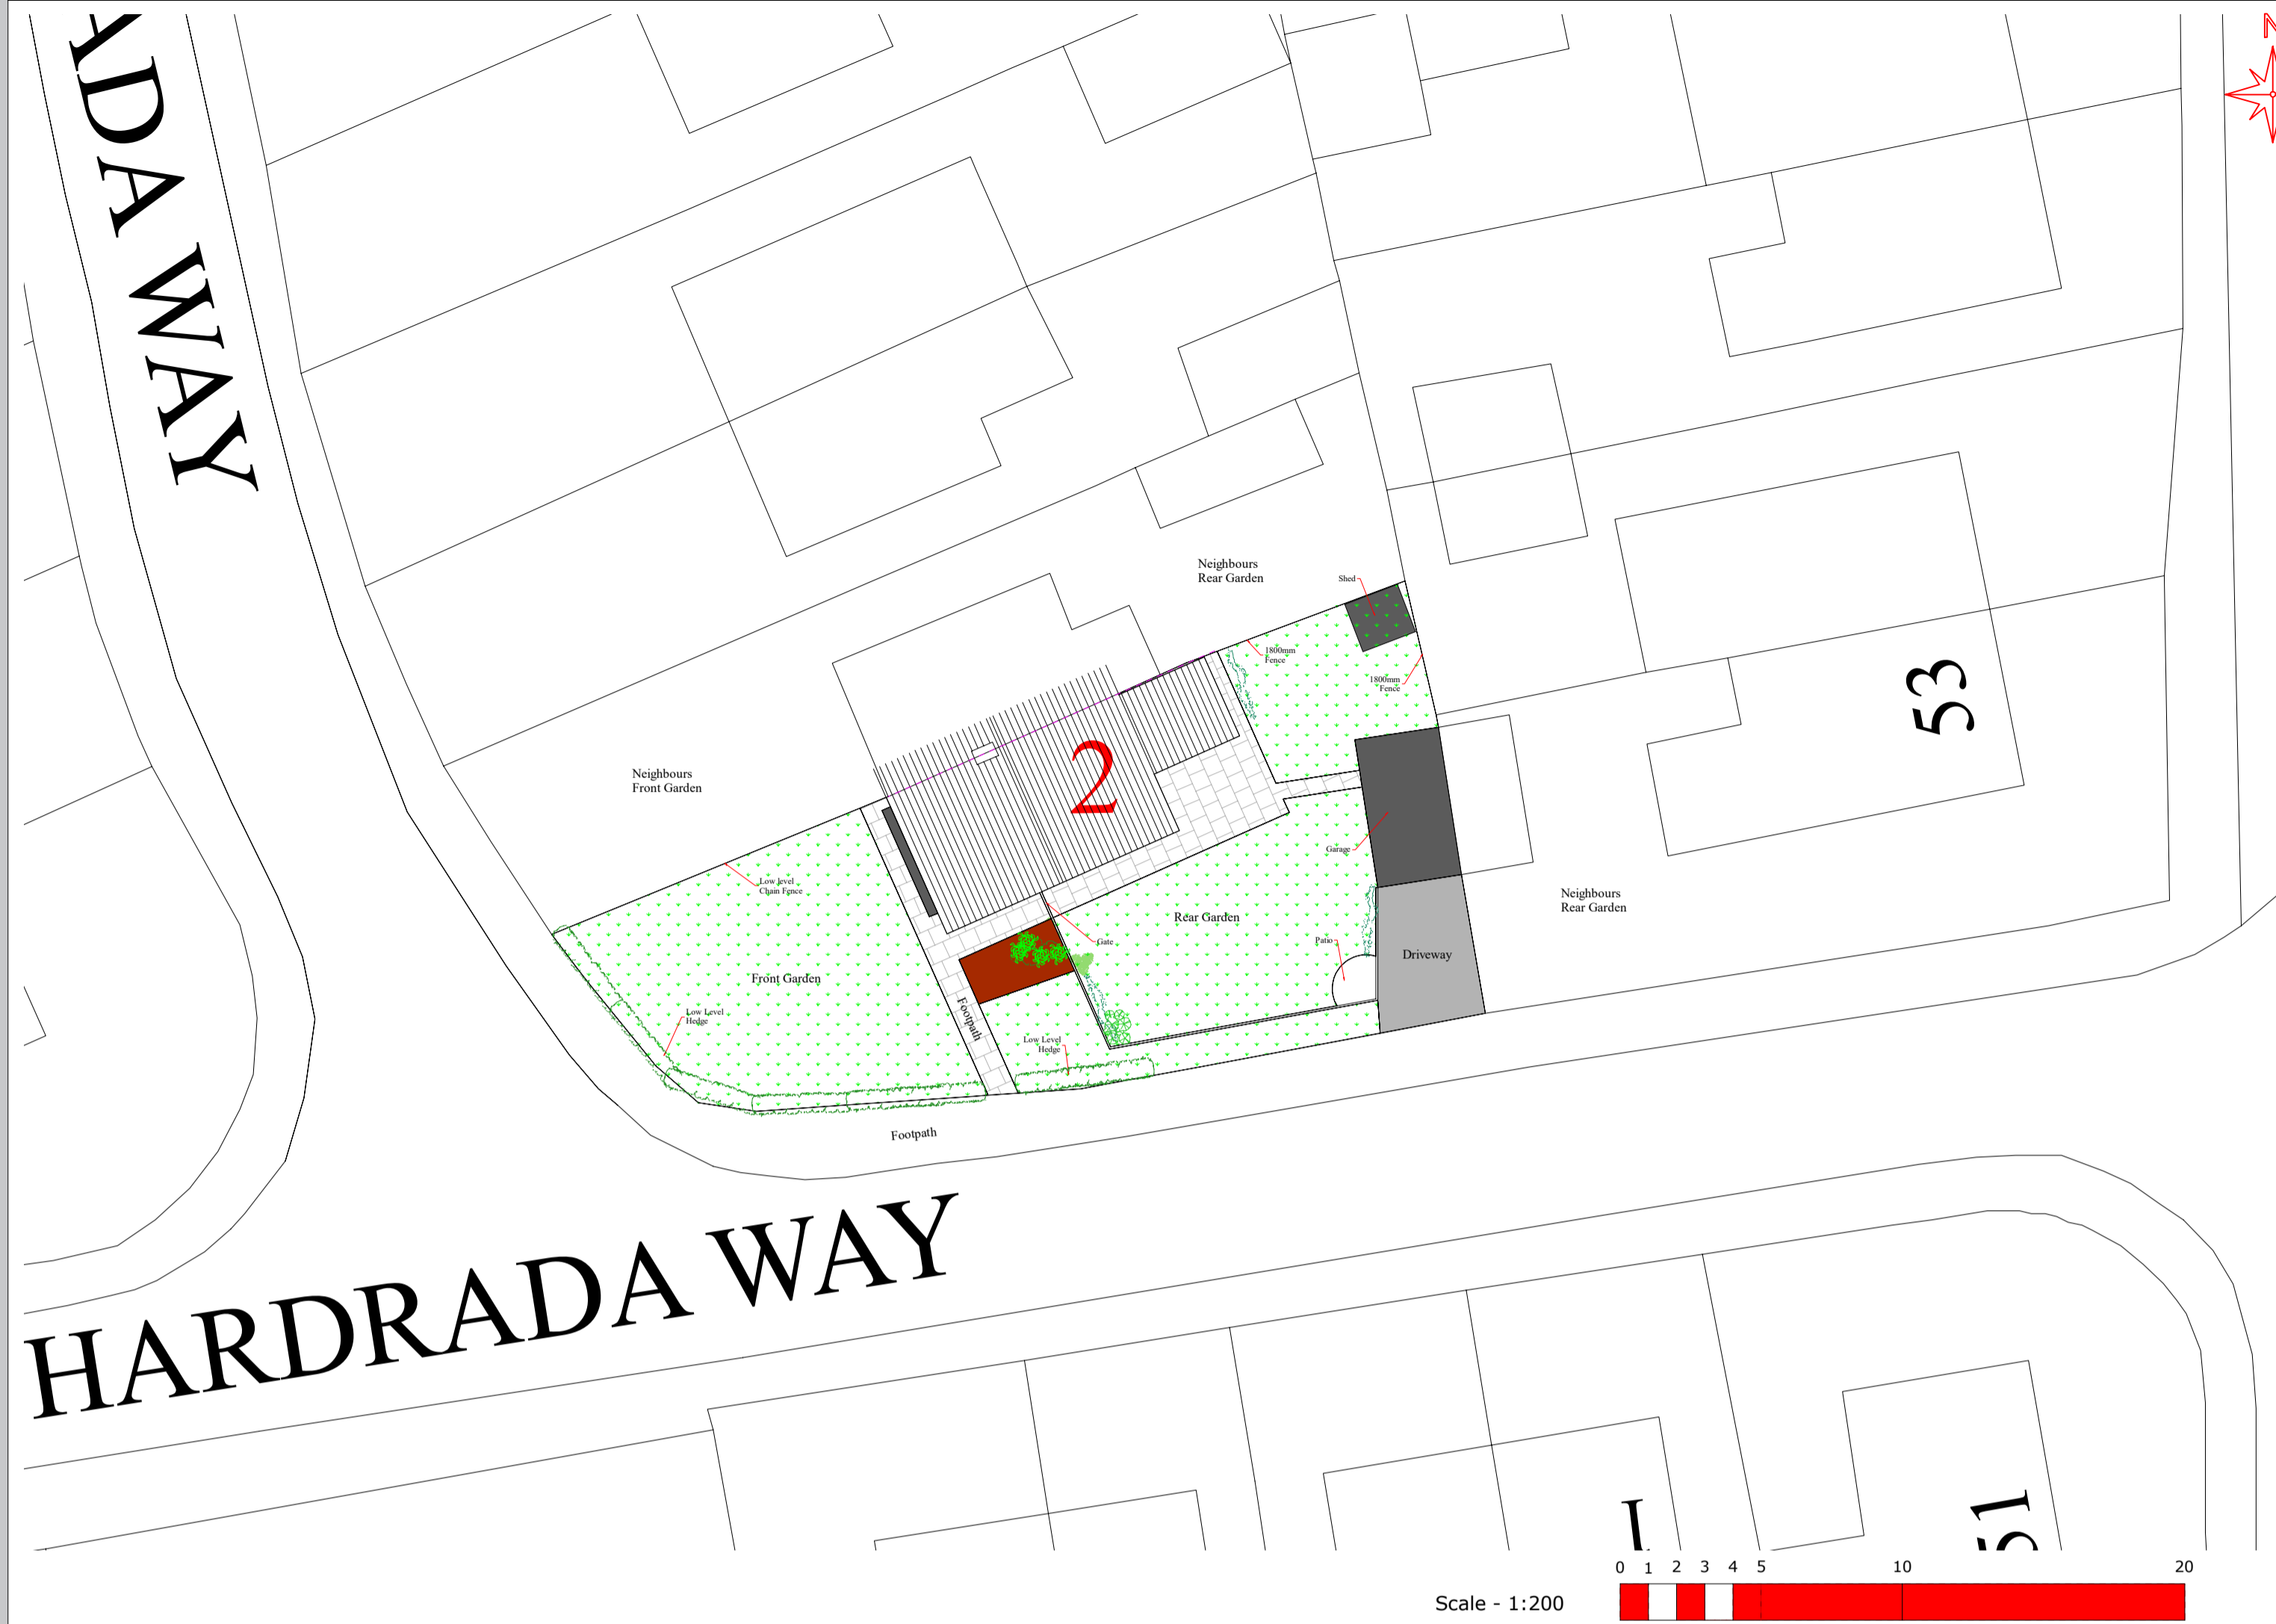 N
ADA WAY
Neighbours
Rear Garden
Shed
1800mm
Fence
1800mm
Fence
53
2
Neighbours
Front Garden
Low level
Chain Fence
Garage
Neighbours
Rear Garden
Rear Garden
Gate
Patio
Driveway
Front Garden
Footpath
Low Level
Hedge
Low Level
Hedge
Footpath
HARDRADA WAY
51
0 1 2 3 4 5 10 20
Scale - 1:200